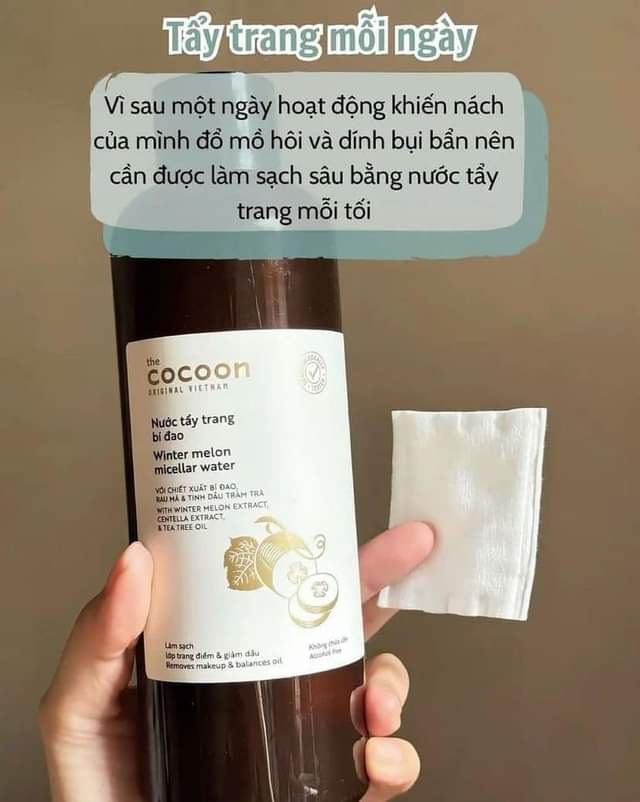 Tẩy trang mỗi ngày
Vì sau một ngày hoạt động khiến nách
của mình đổ mồ hôi và dính bụi bẩn nên
cần được làm sạch sâu bằng nước tẩy
trang mỗi tối
the
cocoon
ORIGINAL VIETNAM
Nước tẩy trang
bí đao
Winter melon
micellar water
VỚI CHIẾT XUẤT BÍ ĐAO,
RAU MÁ & TINH DẦU TRÀM TRÀ
WITH WINTER MELON EXTRACT,
CENTELLA EXTRACT,
& TEA TREE OIL
Làm sạch
lớp trang điểm & giảm dầu
Removes makeup & balances oil
Không chứa cồn
Alcohol free